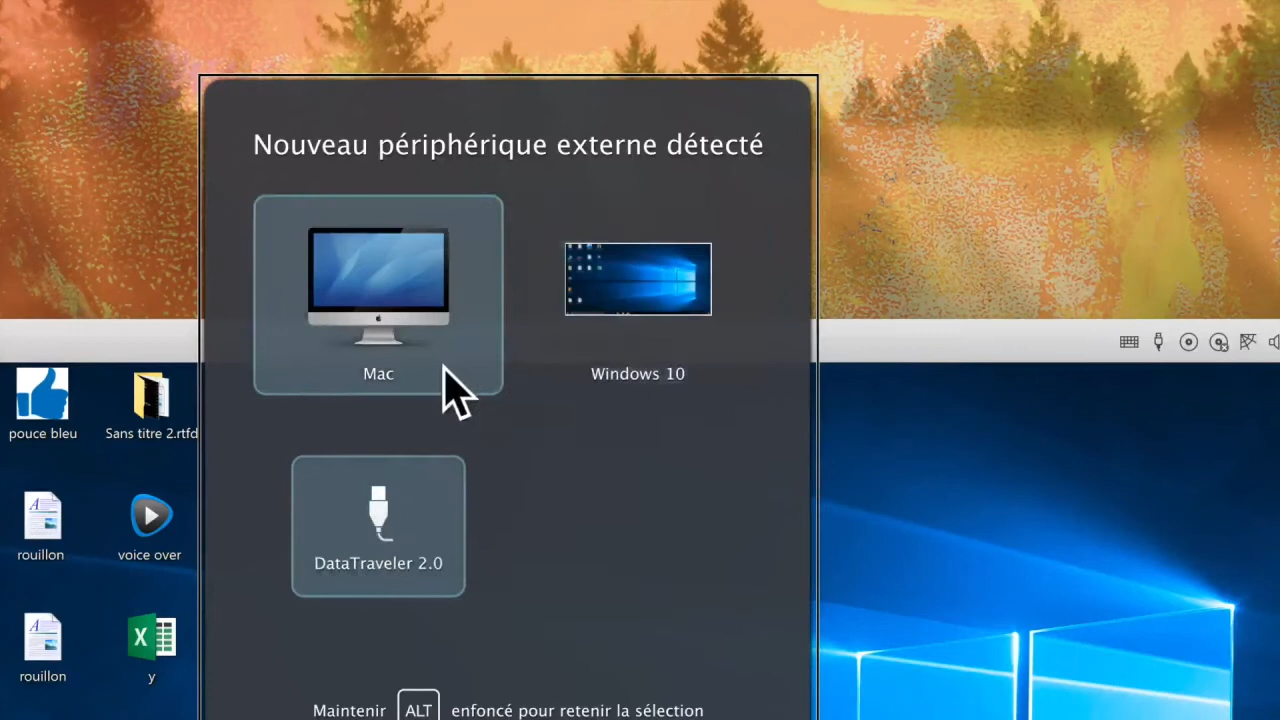 Nouveau périphérique externe détecté
Mac
Windows 10
pouce bleu
Sans titre 2.rtfd
rouillon
voice over
DataTraveler 2.0
rouillon
y
Maintenir ALT enfoncé pour retenir la sélection